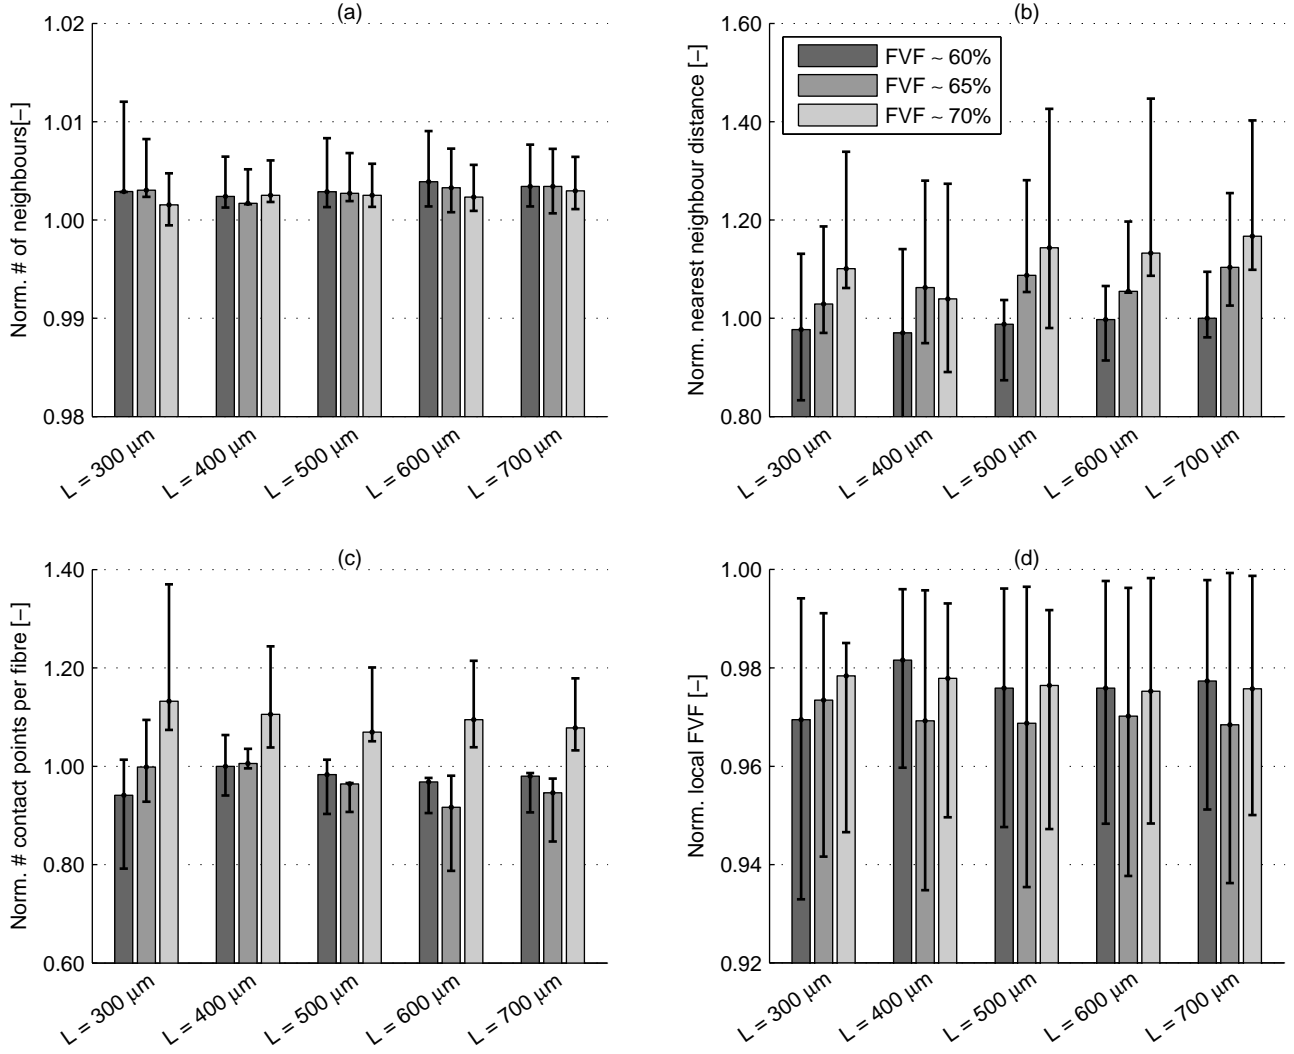 (a)
1.02
1.01
1.00
0.99
0.98
Norm. # of neighbours[−]
L = 300 μm
L = 400 μm
L = 500 μm
L = 600 μm
L = 700 μm
(b)
1.60
1.40
1.20
1.00
0.80
Norm. nearest neighbour distance [−]
FVF ~ 60%
FVF ~ 65%
FVF ~ 70%
L = 300 μm
L = 400 μm
L = 500 μm
L = 600 μm
L = 700 μm
(c)
1.40
1.20
1.00
0.80
0.60
Norm. # contact points per fibre [−]
L = 300 μm
L = 400 μm
L = 500 μm
L = 600 μm
L = 700 μm
(d)
1.00
0.98
0.96
0.94
0.92
Norm. local FVF [−]
L = 300 μm
L = 400 μm
L = 500 μm
L = 600 μm
L = 700 μm